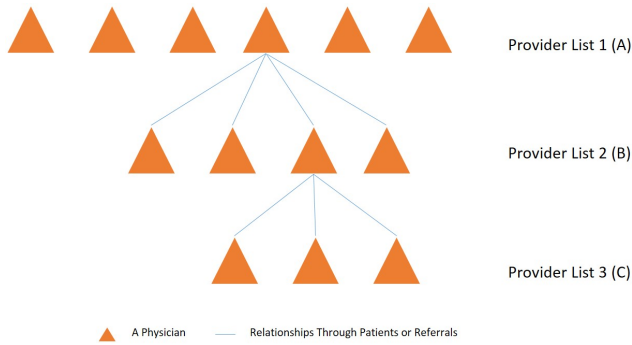 Provider List 1 (A)
Provider List 2 (B)
Provider List 3 (C)
A Physician
Relationships Through Patients or Referrals